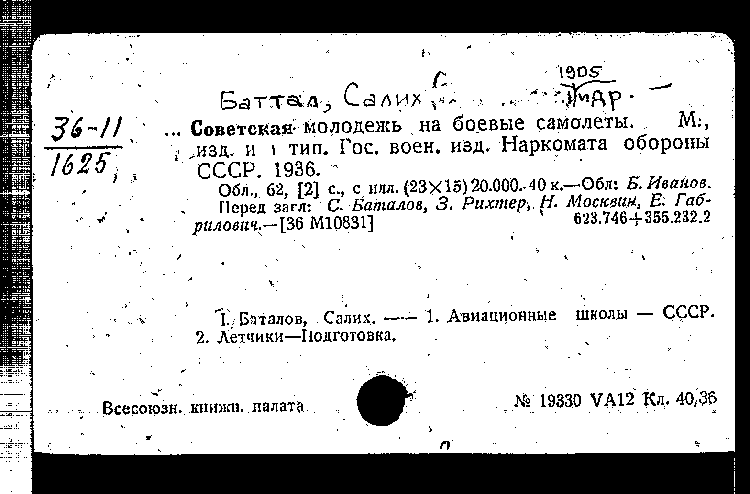 1905
Баттал, Салих
36-11
1625
... Советская молодежь на боевые самолеты. М.,
изд. и тип. Гос. воен. изд. Наркомата обороны
СССР. 1936.
Обл., 62, [2] с., с илл. (23×15) 20.000. 40 к.—Обл: Б. Иванов.
Перед загл: С. Баталов, З. Рихтер, Н. Москвин, Е. Габ-
рилович.—[36 М10831] 623.746+355.232.2
I. Баталов, Салих. —— 1. Авиационные школы — СССР.
2. Летчики—Подготовка.
Всесоюзн. книжн. палата № 19330 VA12 Кл. 40,36